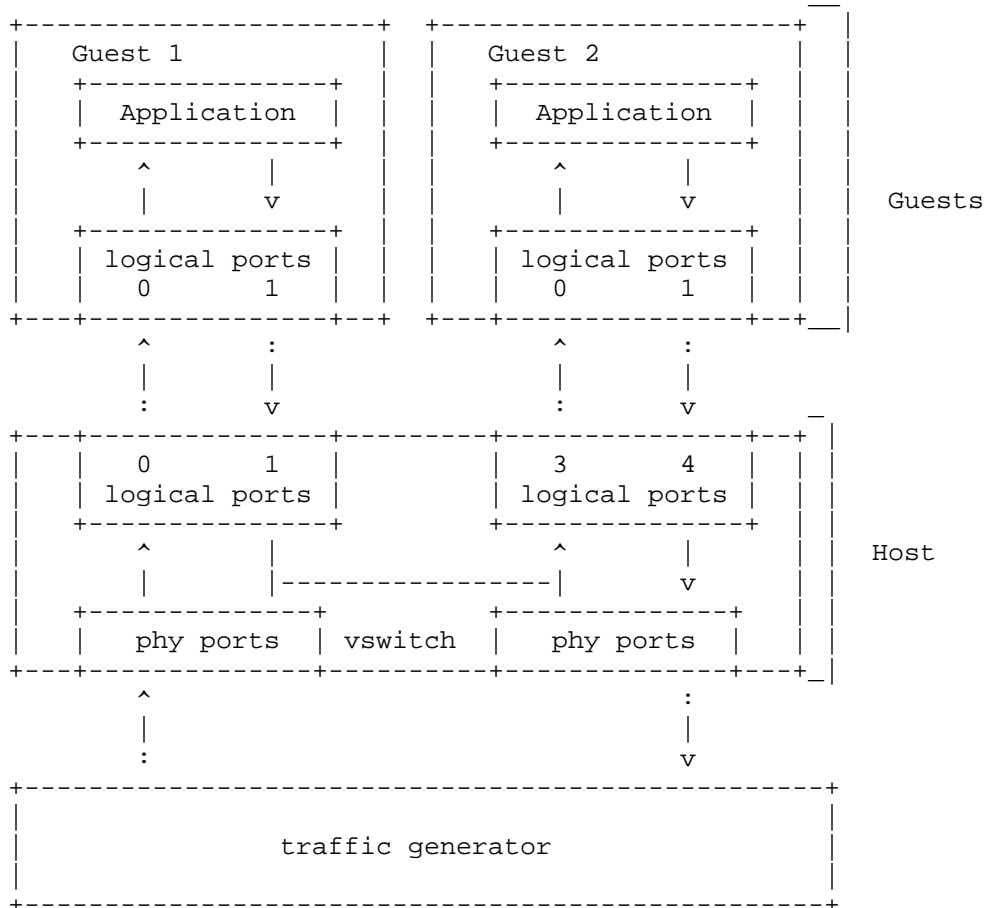 Guest 1 Guest 2
Application Application
Guests
logical ports logical ports
0 1 0 1
0 1 3 4
logical ports logical ports
Host
phy ports vswitch phy ports
traffic generator